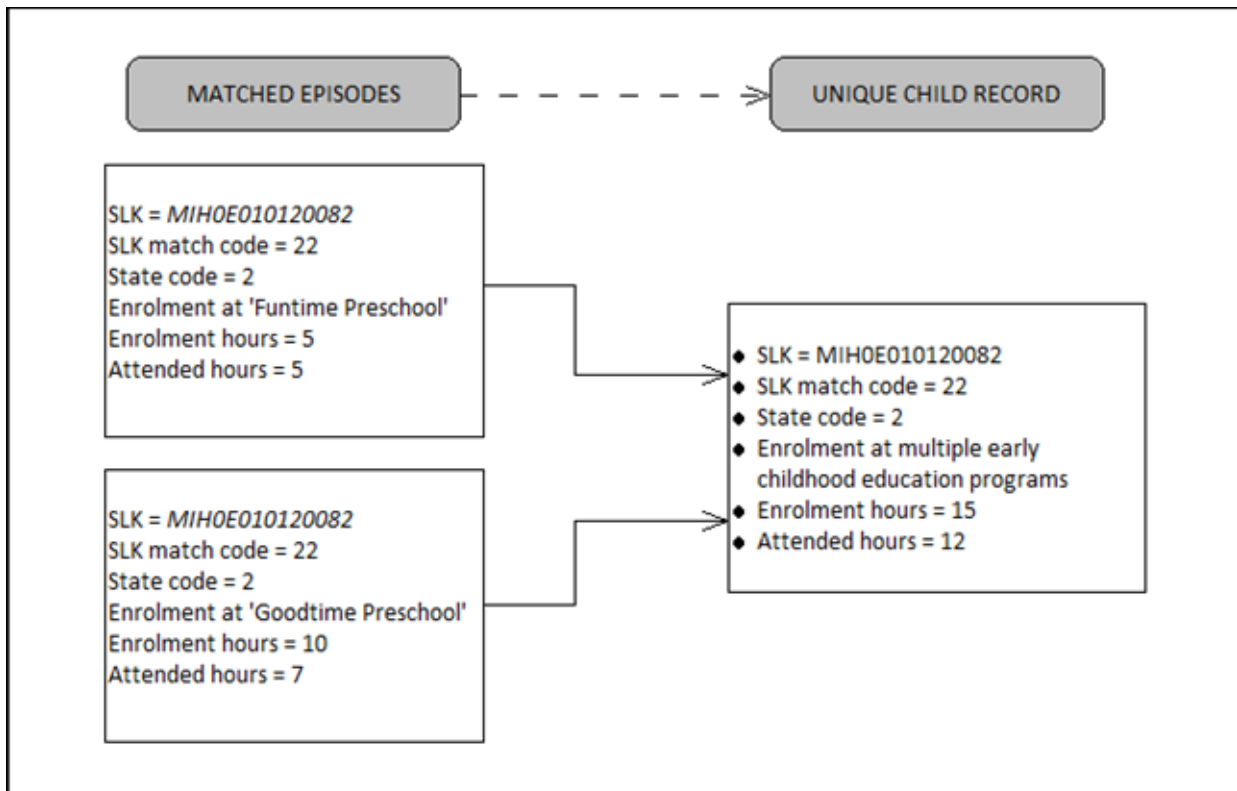 MATCHED EPISODES
UNIQUE CHILD RECORD
SLK = MIH0E010120082
SLK match code = 22
State code = 2
Enrolment at 'Funtime Preschool'
Enrolment hours = 5
Attended hours = 5
SLK = MIH0E010120082
SLK match code = 22
State code = 2
Enrolment at 'Goodtime Preschool'
Enrolment hours = 10
Attended hours = 7
● SLK = MIH0E010120082
● SLK match code = 22
● State code = 2
● Enrolment at multiple early
childhood education programs
● Enrolment hours = 15
● Attended hours = 12